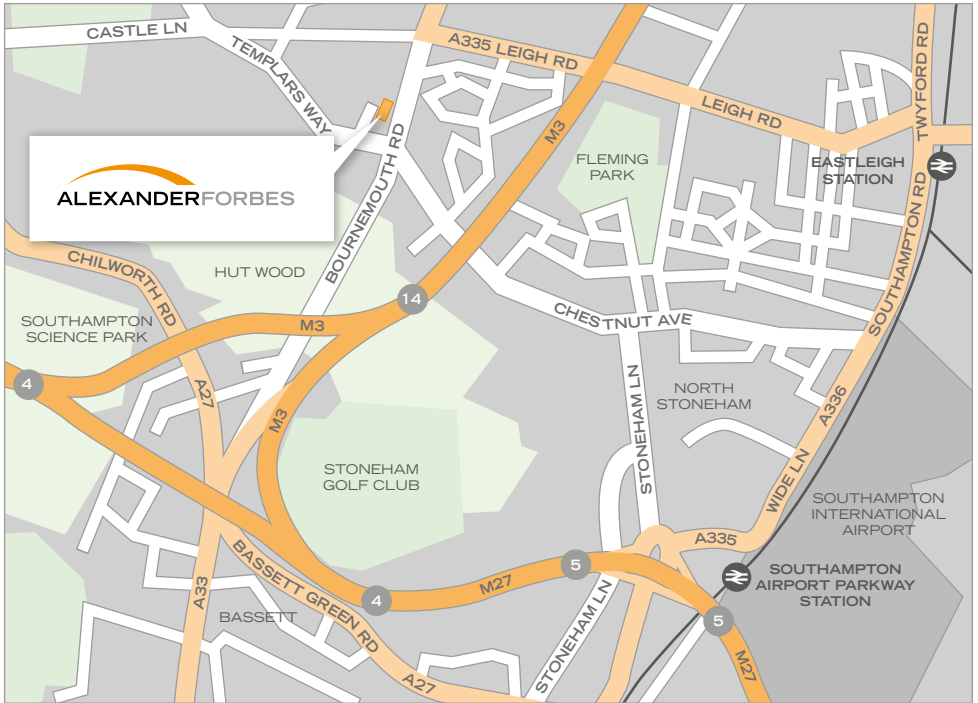 CASTLE LN
TEMPLARS WAY
A335 LEIGH RD
LEIGH RD
TWYFORD RD
M3
FLEMING
PARK
EASTLEIGH
STATION
ALEXANDERFORBES
BOURNEMOUTH RD
CHILWORTH RD
HUT WOOD
SOUTHAMPTON RD
14
SOUTHAMPTON
SCIENCE PARK
M3
CHESTNUT AVE
4
A27
M3
STONEHAM LN
NORTH
STONEHAM
A336
STONEHAM
GOLF CLUB
WIDE LN
SOUTHAMPTON
INTERNATIONAL
AIRPORT
A335
BASSETT GREEN RD
A33
M27
5
SOUTHAMPTON
AIRPORT PARKWAY
STATION
4
BASSETT
STONEHAM LN
5
A27
M27